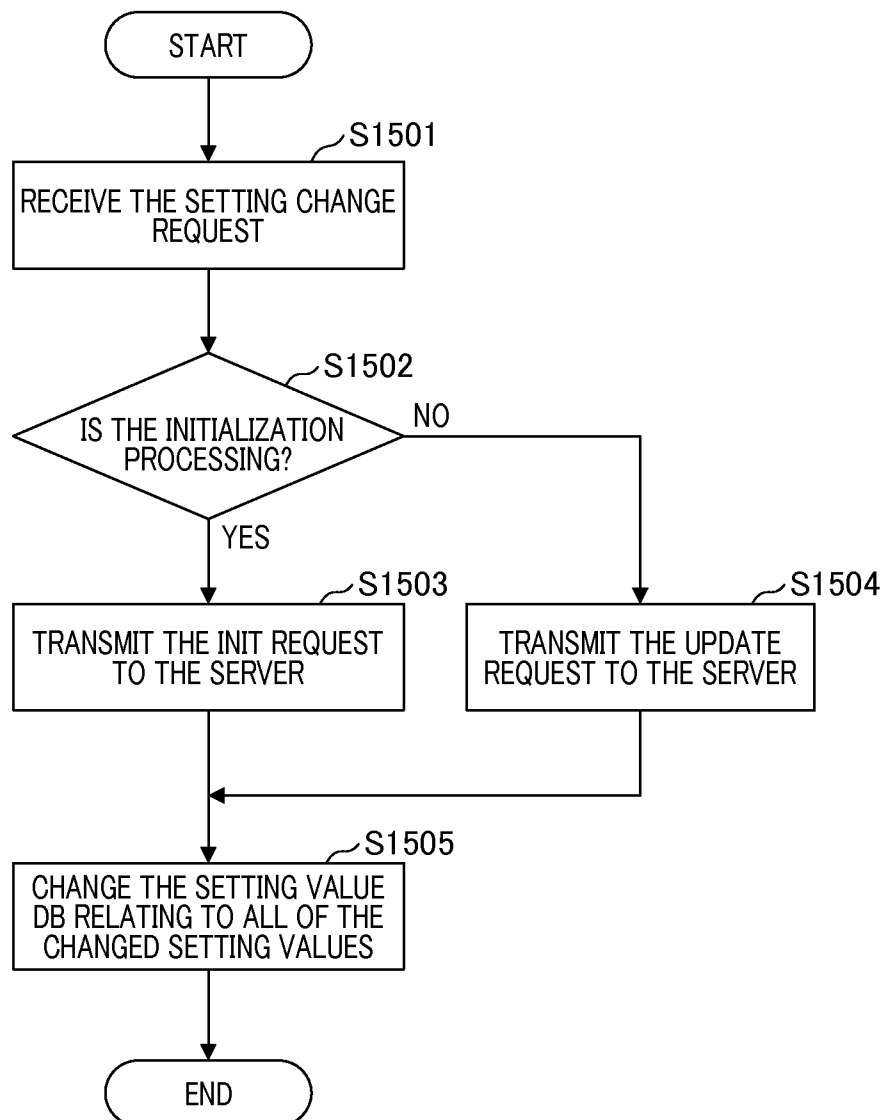 START
S1501
RECEIVE THE SETTING CHANGE
REQUEST
S1502
IS THE INITIALIZATION
PROCESSING?
NO
YES
S1503
TRANSMIT THE INIT REQUEST
TO THE SERVER
S1504
TRANSMIT THE UPDATE
REQUEST TO THE SERVER
S1505
CHANGE THE SETTING VALUE
DB RELATING TO ALL OF THE
CHANGED SETTING VALUES
END